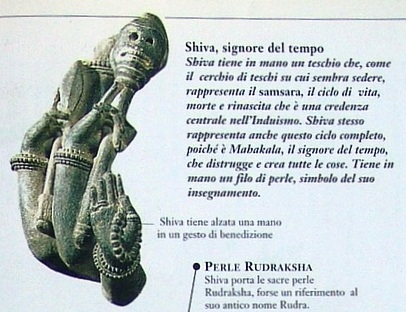 Shiva, signore del tempo
Shiva tiene in mano un teschio che, come
il cerchio di teschi su cui sembra sedere,
rappresenta il samsara, il ciclo di vita,
morte e rinascita che è una credenza
centrale nell'Induismo. Shiva stesso
rappresenta anche questo ciclo completo,
poiché è Mahakala, il signore del tempo,
che distrugge e crea tutte le cose. Tiene in
mano un filo di perle, simbolo del suo
insegnamento.
Shiva tiene alzata una mano
in un gesto di benedizione
PERLE RUDRAKSHA
Shiva porta le sacre perle
Rudraksha, forse un riferimento al
suo antico nome Rudra.